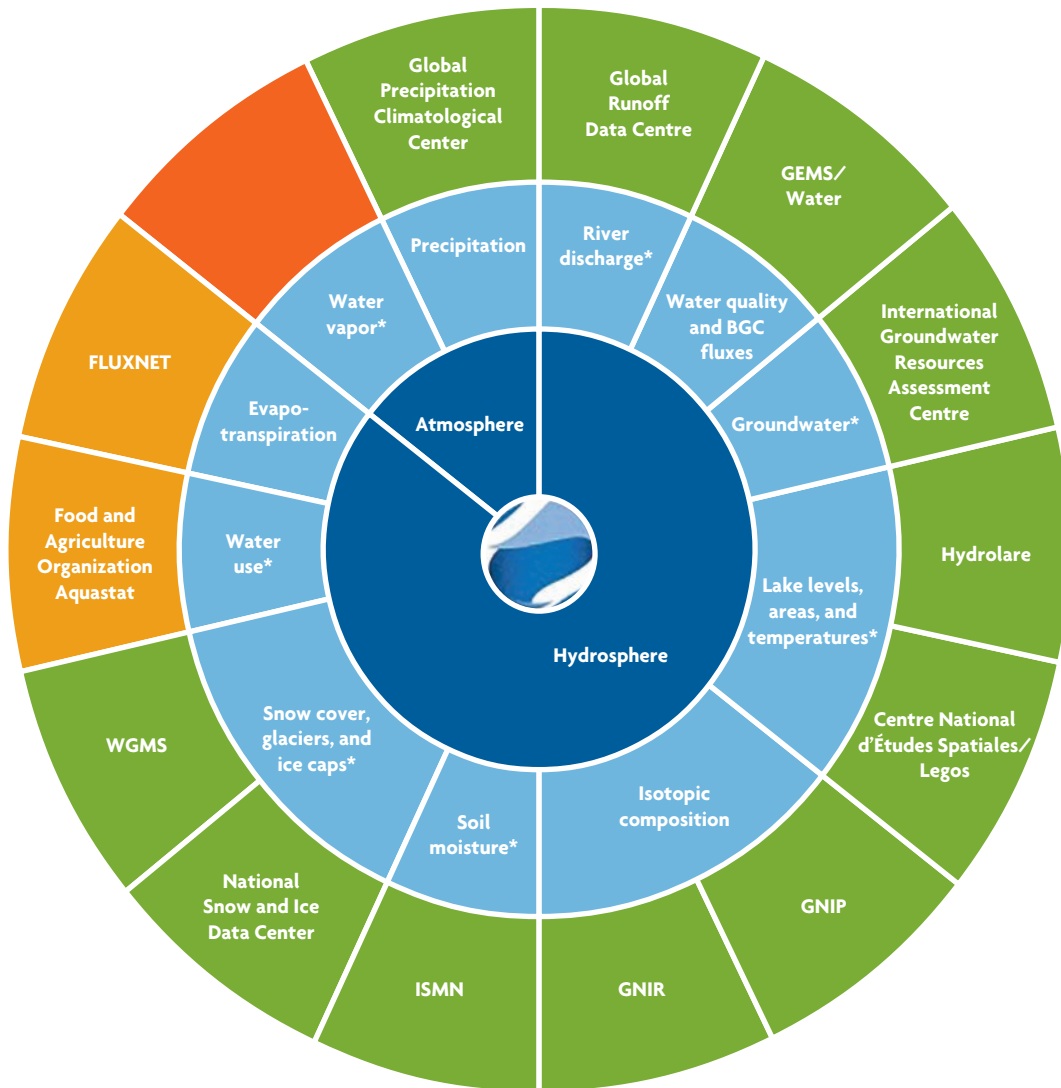 Global
Precipitation
Climatological
Center
Global
Runoff
Data Centre
GEMS/
Water
International
Groundwater
Resources
Assessment
Centre
Hydrolare
Centre National
d'Études Spatiales/
Legos
GNIP
GNIR
ISMN
National
Snow and Ice
Data Center
WGMS
Food and
Agriculture
Organization
Aquastat
FLUXNET
Precipitation
River
discharge*
Water quality
and BGC
fluxes
Groundwater*
Lake levels,
areas, and
temperatures*
Isotopic
composition
Soil
moisture*
Snow cover,
glaciers, and
ice caps*
Water
use*
Evapo-
transpiration
Water
vapor*
Atmosphere
Hydrosphere